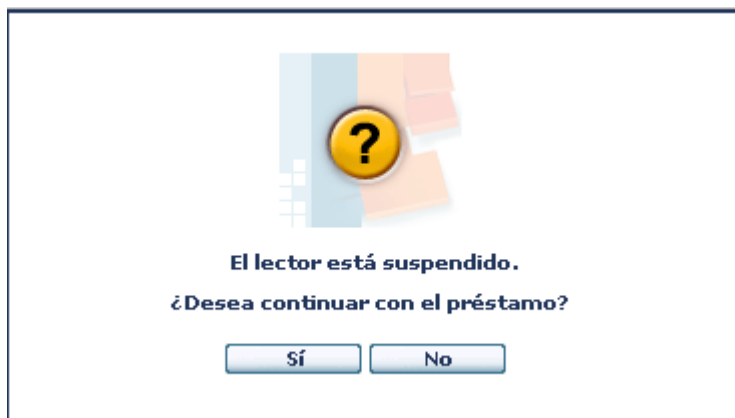 ?
El lector está suspendido.
¿Desea continuar con el préstamo?
Sí No